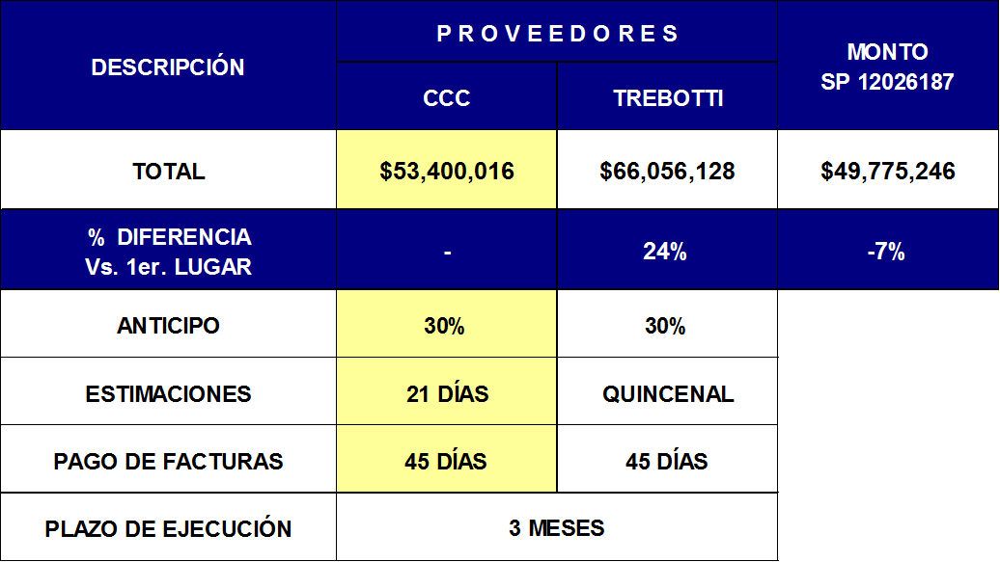 DESCRIPCIÓN
P R O V E E D O R E S
MONTO
SP 12026187
CCC
TREBOTTI
TOTAL
$53,400,016
$66,056,128
$49,775,246
% DIFERENCIA
Vs. 1er. LUGAR
-
24%
-7%
ANTICIPO
30%
30%
ESTIMACIONES
21 DÍAS
QUINCENAL
PAGO DE FACTURAS
45 DÍAS
45 DÍAS
PLAZO DE EJECUCIÓN
3 MESES